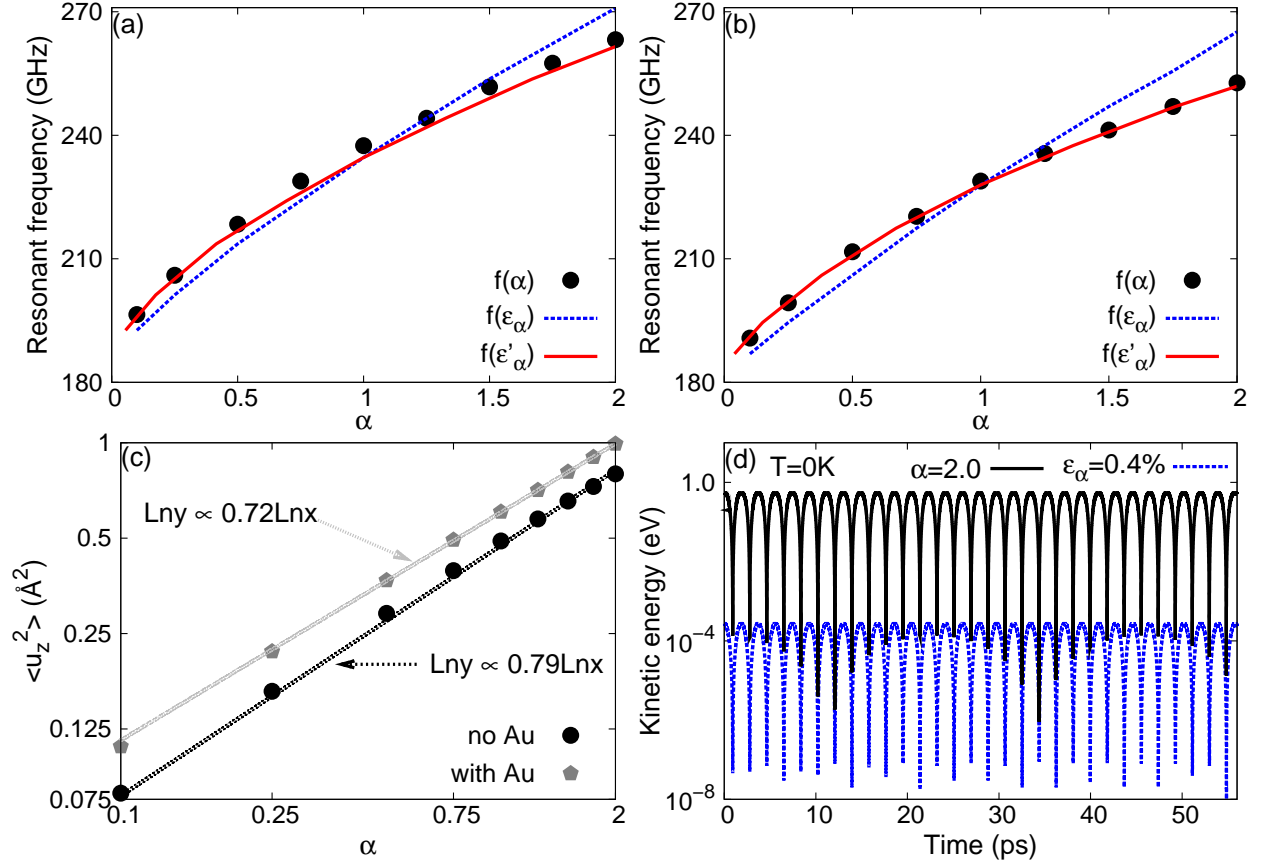 (a)
Resonant frequency (GHz)
270
240
210
180
0
0.5
1
1.5
2
α
f(α)
f(ε_α)
f(ε'_α)
(b)
Resonant frequency (GHz)
270
240
210
180
0
0.5
1
1.5
2
α
f(α)
f(ε_α)
f(ε'_α)
(c)
<u_z^2> (Å^2)
1
0.5
0.25
0.125
0.075
0.1
0.25
0.75
2
α
Lny ∝ 0.72Lnx
Lny ∝ 0.79Lnx
no Au
with Au
(d)
T=0K α=2.0 ε_α=0.4%
Kinetic energy (eV)
1.0
10^-4
10^-8
0
10
20
30
40
50
Time (ps)